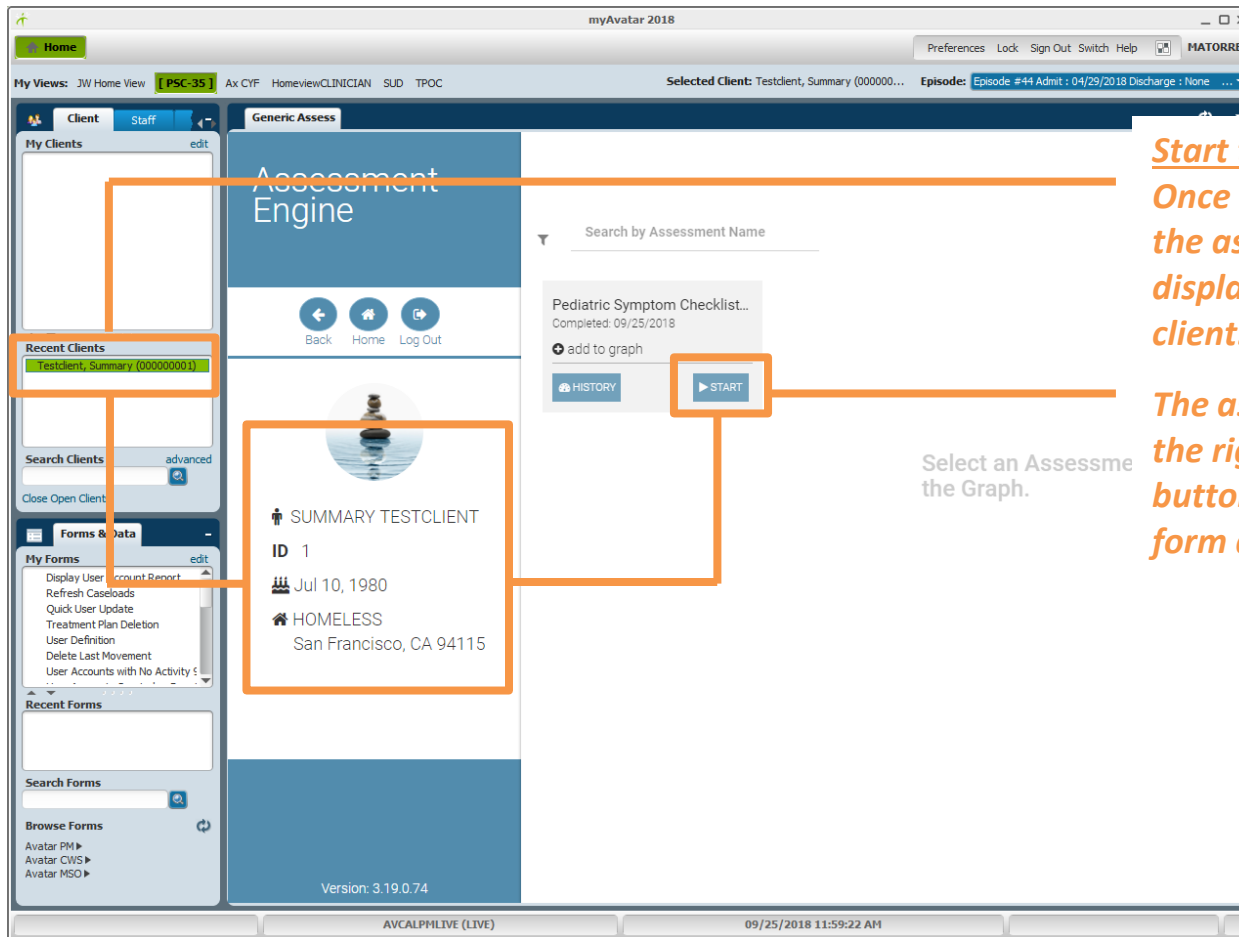 myAvatar 2018
Home
Preferences Lock Sign Out Switch Help MATORRE
My Views: JW Home View [ PSC-35 ] Ax CYF HomeviewCLINICIAN SUD TPOC
Selected Client: Testclient, Summary (000000... Episode: Episode #44 Admit : 04/29/2018 Discharge : None ...
Client Staff
My Clients edit
Recent Clients
Testclient, Summary (000000001)
Search Clients advanced
Close Open Client
Forms & Data
My Forms edit
Display User Account Report
Refresh Caseloads
Quick User Update
Treatment Plan Deletion
User Definition
Delete Last Movement
User Accounts with No Activity
Recent Forms
Search Forms
Browse Forms
Avatar PM
Avatar CWS
Avatar MSO
Generic Assess
Assessment
Engine
Back Home Log Out
SUMMARY TESTCLIENT
ID 1
Jul 10, 1980
HOMELESS
San Francisco, CA 94115
Version: 3.19.0.74
Search by Assessment Name
Pediatric Symptom Checklist...
Completed: 09/25/2018
add to graph
HISTORY START
Select an Assessme
the Graph.
Start
Once
the as
displa
client
The a
the ri
butto
form
AVCALPMLIVE (LIVE) 09/25/2018 11:59:22 AM